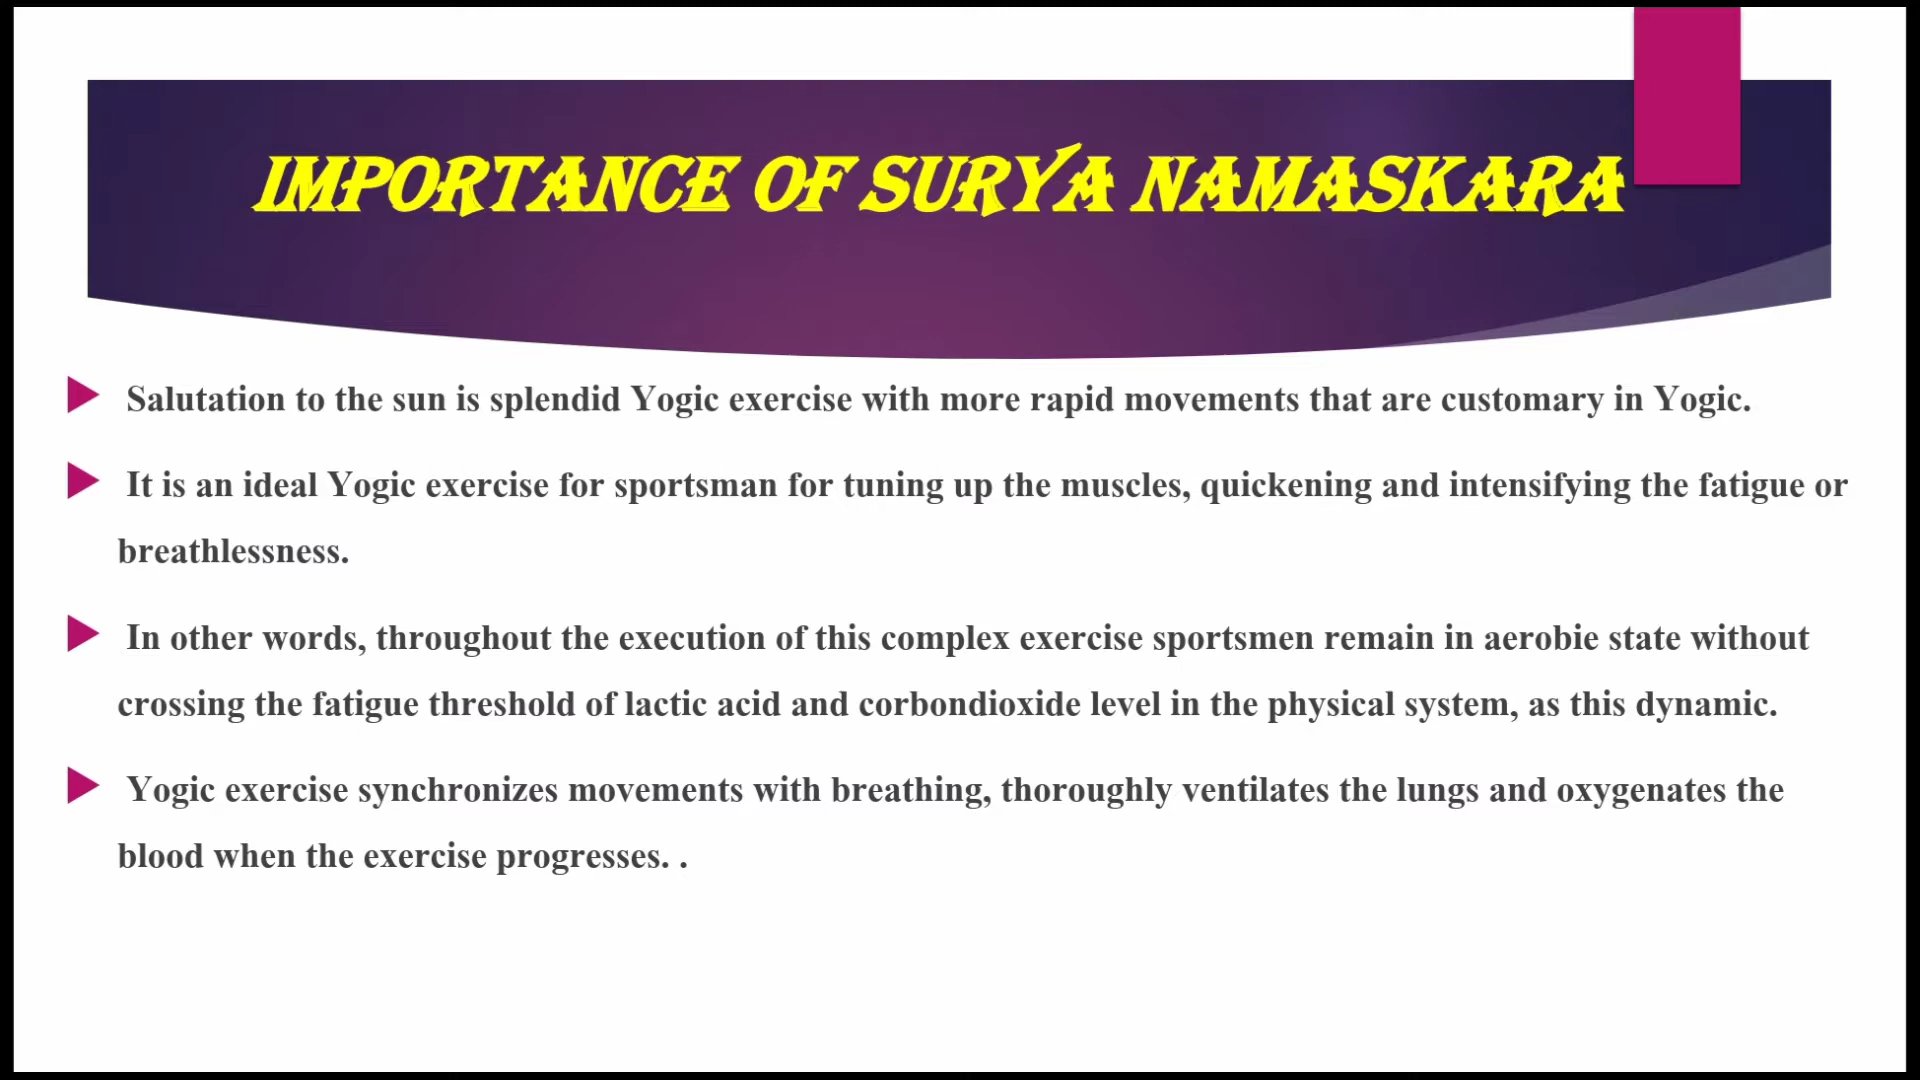 IMPORTANCE OF SURYA NAMASKARA
Salutation to the sun is splendid Yogic exercise with more rapid movements that are customary in Yogic.
It is an ideal Yogic exercise for sportsman for tuning up the muscles, quickening and intensifying the fatigue or
breathlessness.
In other words, throughout the execution of this complex exercise sportsmen remain in aerobie state without
crossing the fatigue threshold of lactic acid and corbondioxide level in the physical system, as this dynamic.
Yogic exercise synchronizes movements with breathing, thoroughly ventilates the lungs and oxygenates the
blood when the exercise progresses. .